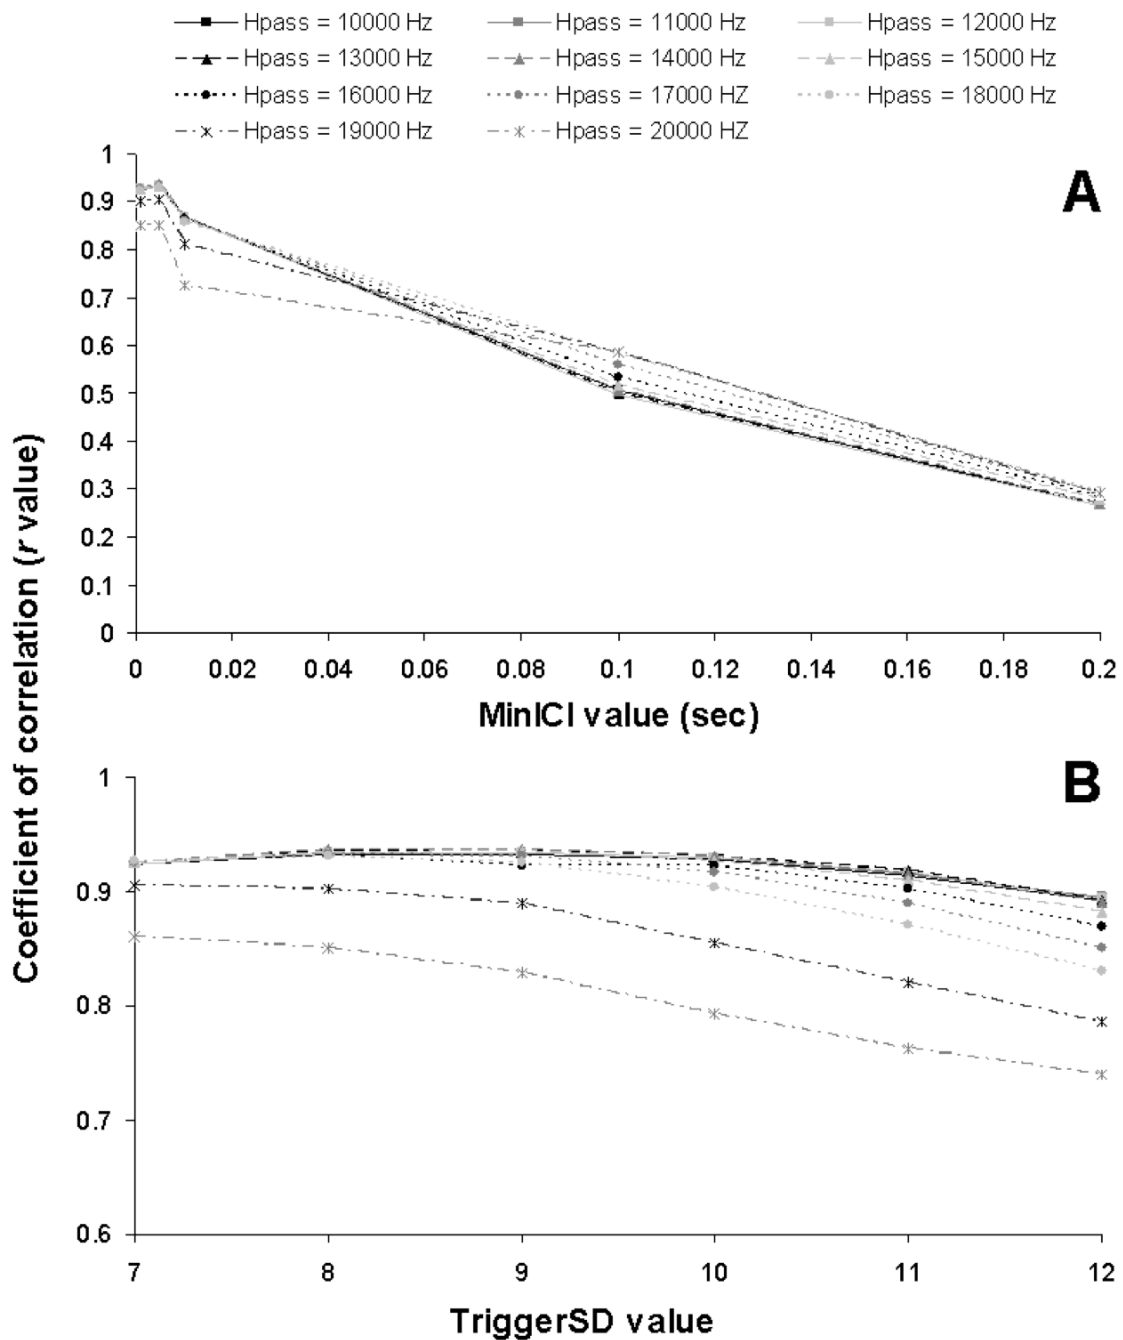 Hpass = 10000 Hz Hpass = 11000 Hz Hpass = 12000 Hz
Hpass = 13000 Hz Hpass = 14000 Hz Hpass = 15000 Hz
Hpass = 16000 Hz Hpass = 17000 HZ Hpass = 18000 Hz
Hpass = 19000 Hz Hpass = 20000 HZ
Coefficient of correlation (r value)
A
1
0.9
0.8
0.7
0.6
0.5
0.4
0.3
0.2
0.1
0
0 0.02 0.04 0.06 0.08 0.1 0.12 0.14 0.16 0.18 0.2
MinICI value (sec)
B
1
0.9
0.8
0.7
0.6
7 8 9 10 11 12
TriggerSD value